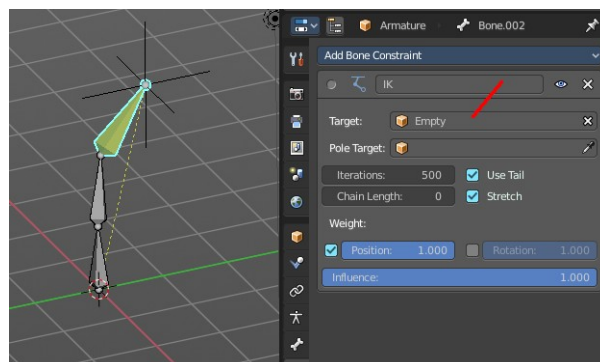 Armature
Bone.002
Add Bone Constraint
IK
Target: Empty
Pole Target:
Iterations: 500 Use Tail
Chain Length: 0 Stretch
Weight:
Position: 1.000 Rotation: 1.000
Influence: 1.000